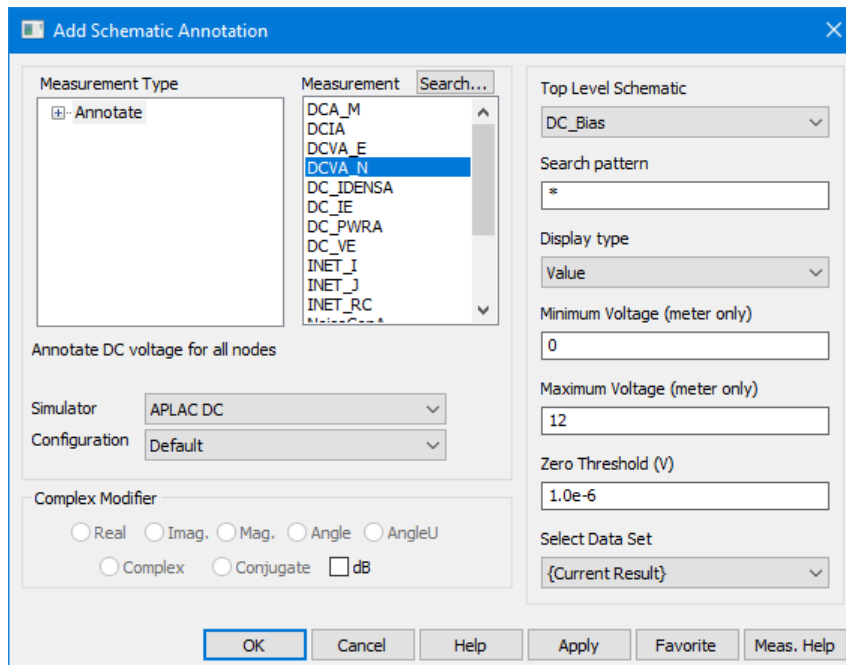 Add Schematic Annotation
Measurement Type
Annotate
Measurement
Search...
DCA_M
DCIA
DCVA_E
DCVA_N
DC_IDENSA
DC_IE
DC_PWRA
DC_VE
INET_I
INET_J
INET_RC
Annotate DC voltage for all nodes
Simulator
APLAC DC
Configuration
Default
Complex Modifier
Real Imag. Mag. Angle AngleU
Complex Conjugate dB
Top Level Schematic
DC_Bias
Search pattern
*
Display type
Value
Minimum Voltage (meter only)
0
Maximum Voltage (meter only)
12
Zero Threshold (V)
1.0e-6
Select Data Set
{Current Result}
OK Cancel Help Apply Favorite Meas. Help